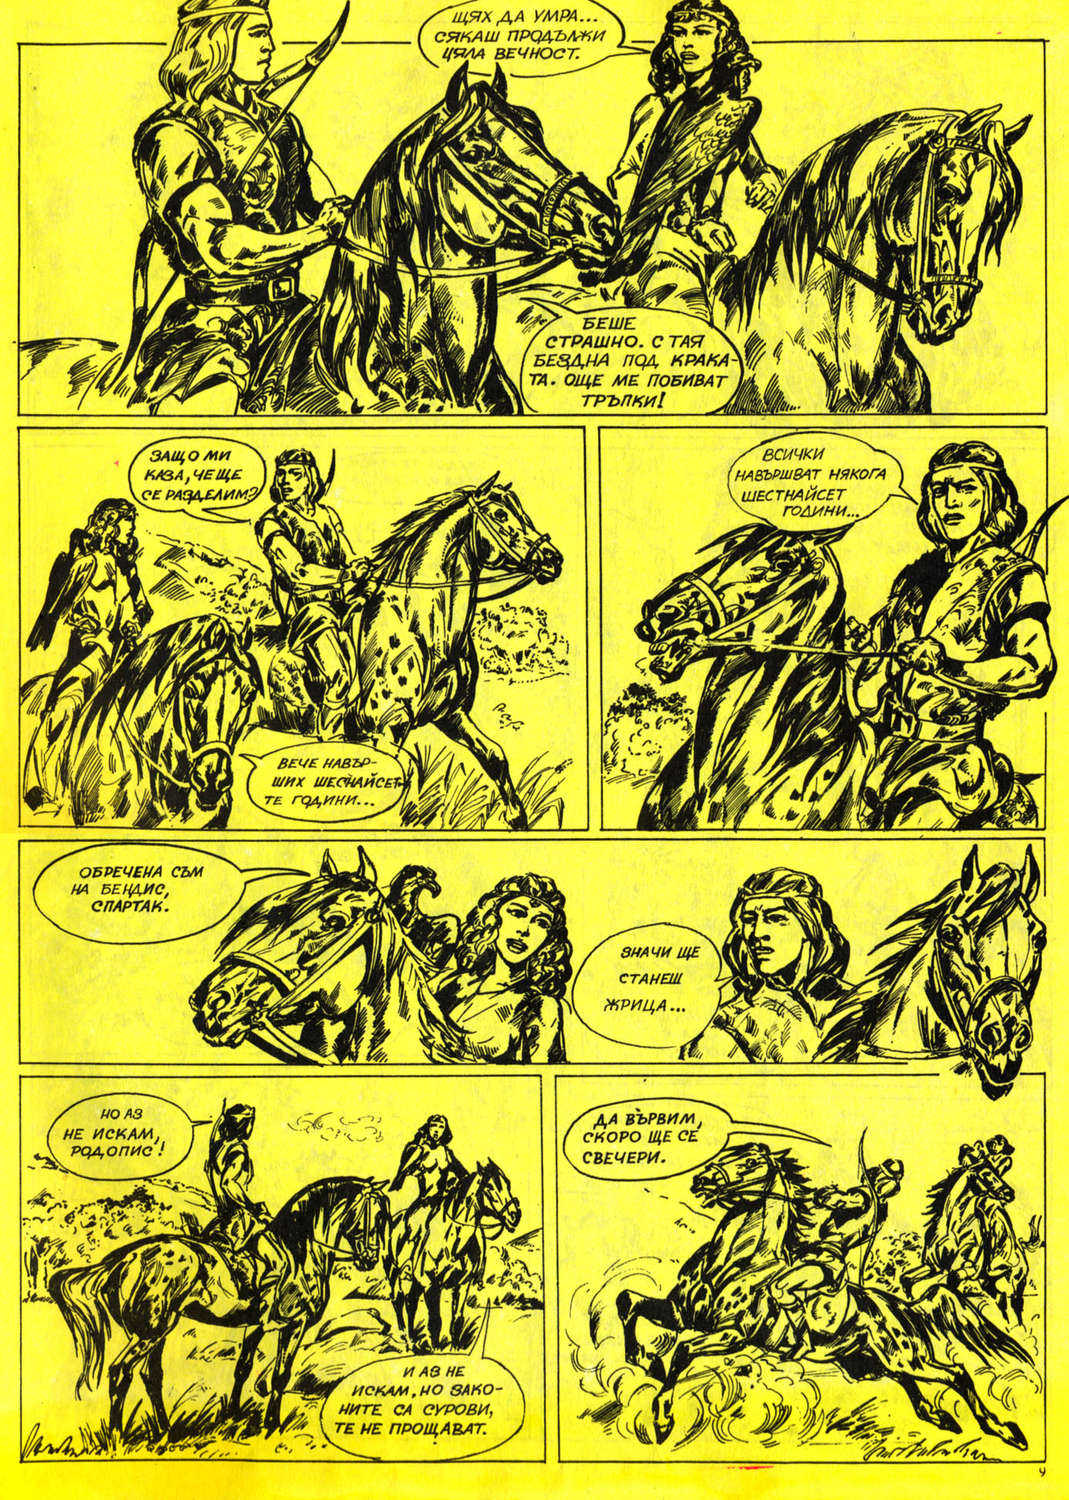 ЩЯХ ДА УМРА...
СЯКАШ ПРОДЪЛЖИ
ЦЯЛА ВЕЧНОСТ.
БЕШЕ
СТРАШНО. С ТАЯ
БЕЗДНА ПОД КРАКА-
ТА. ОЩЕ МЕ ПОБИВАТ
ТРЪПКИ!
ЗАЩО МИ
КАЗА, ЧЕ ЩЕ
СЕ РАЗДЕЛИМ?
ВЕЧЕ НАВЪР-
ШИХ ШЕСТНАЙСЕТ-
ТЕ ГОДИНИ...
ВСИЧКИ
НАВЪРШВАТ НЯКОГА
ШЕСТНАЙСЕТ
ГОДИНИ...
ОБРЕЧЕНА СЪМ
НА БЕНДИС,
СПАРТАК.
ЗНАЧИ ЩЕ
СТАНЕШ
ЖРИЦА...
НО АЗ
НЕ ИСКАМ,
РОДОПИС!
И АЗ НЕ
ИСКАМ, НО ЗАКО-
НИТЕ СА СУРОВИ,
ТЕ НЕ ПРОЩАВАТ.
ДА ВЪРВИМ,
СКОРО ЩЕ СЕ
СВЕЧЕРИ.
9